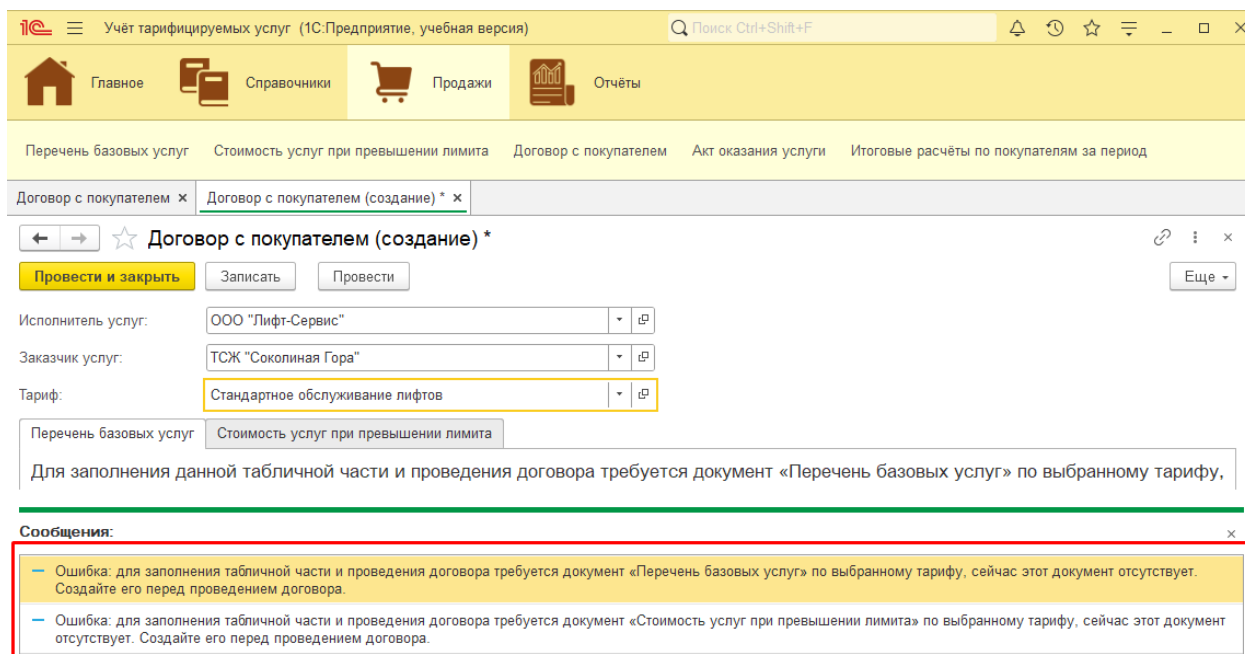 1С Учёт тарифицируемых услуг (1С:Предприятие, учебная версия) Поиск Ctrl+Shift+F
Главное Справочники Продажи Отчёты
Перечень базовых услуг Стоимость услуг при превышении лимита Договор с покупателем Акт оказания услуги Итоговые расчёты по покупателям за период
Договор с покупателем × Договор с покупателем (создание) * ×
Договор с покупателем (создание) *
Провести и закрыть Записать Провести Еще
Исполнитель услуг: ООО "Лифт-Сервис"
Заказчик услуг: ТСЖ "Соколиная Гора"
Тариф: Стандартное обслуживание лифтов
Перечень базовых услуг Стоимость услуг при превышении лимита
Для заполнения данной табличной части и проведения договора требуется документ «Перечень базовых услуг» по выбранному тарифу,
Сообщения:
Ошибка: для заполнения табличной части и проведения договора требуется документ «Перечень базовых услуг» по выбранному тарифу, сейчас этот документ отсутствует.
Создайте его перед проведением договора.
Ошибка: для заполнения табличной части и проведения договора требуется документ «Стоимость услуг при превышении лимита» по выбранному тарифу, сейчас этот документ
отсутствует. Создайте его перед проведением договора.